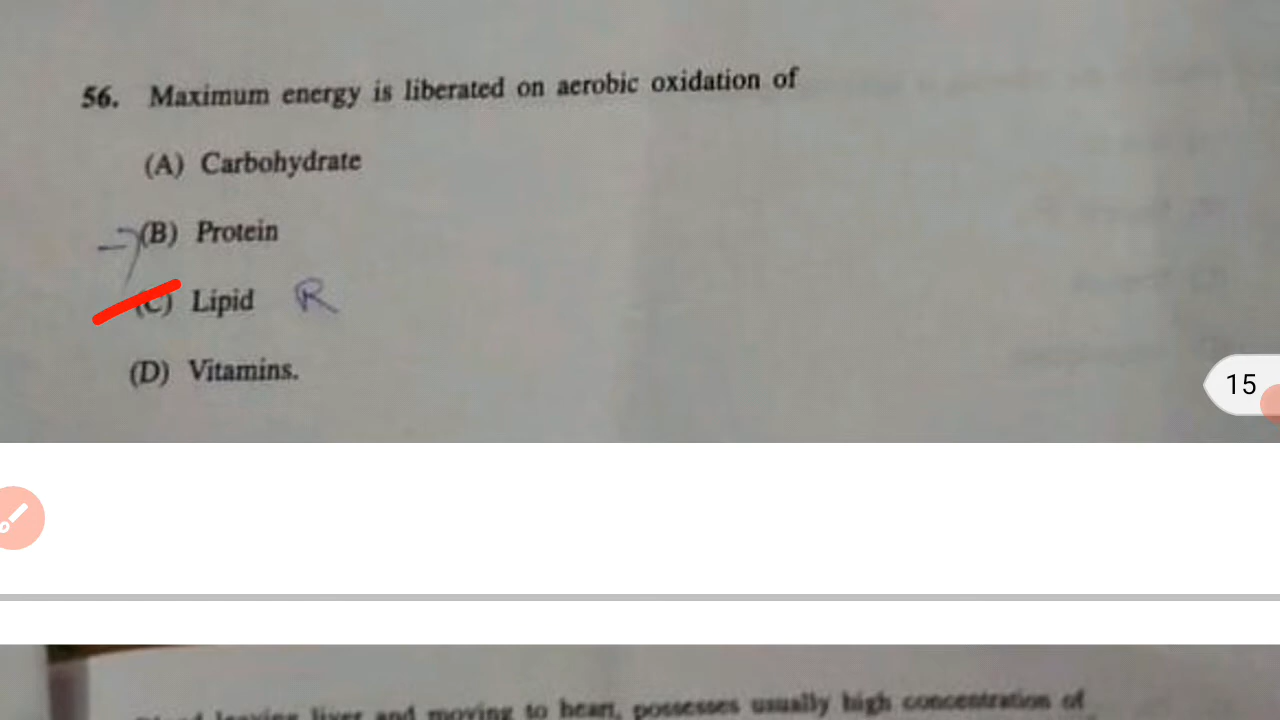 56. Maximum energy is liberated on aerobic oxidation of
(A) Carbohydrate
(B) Protein
(C) Lipid R
(D) Vitamins.
15
leaving liver and moving to heart, possesses usually high concentration of